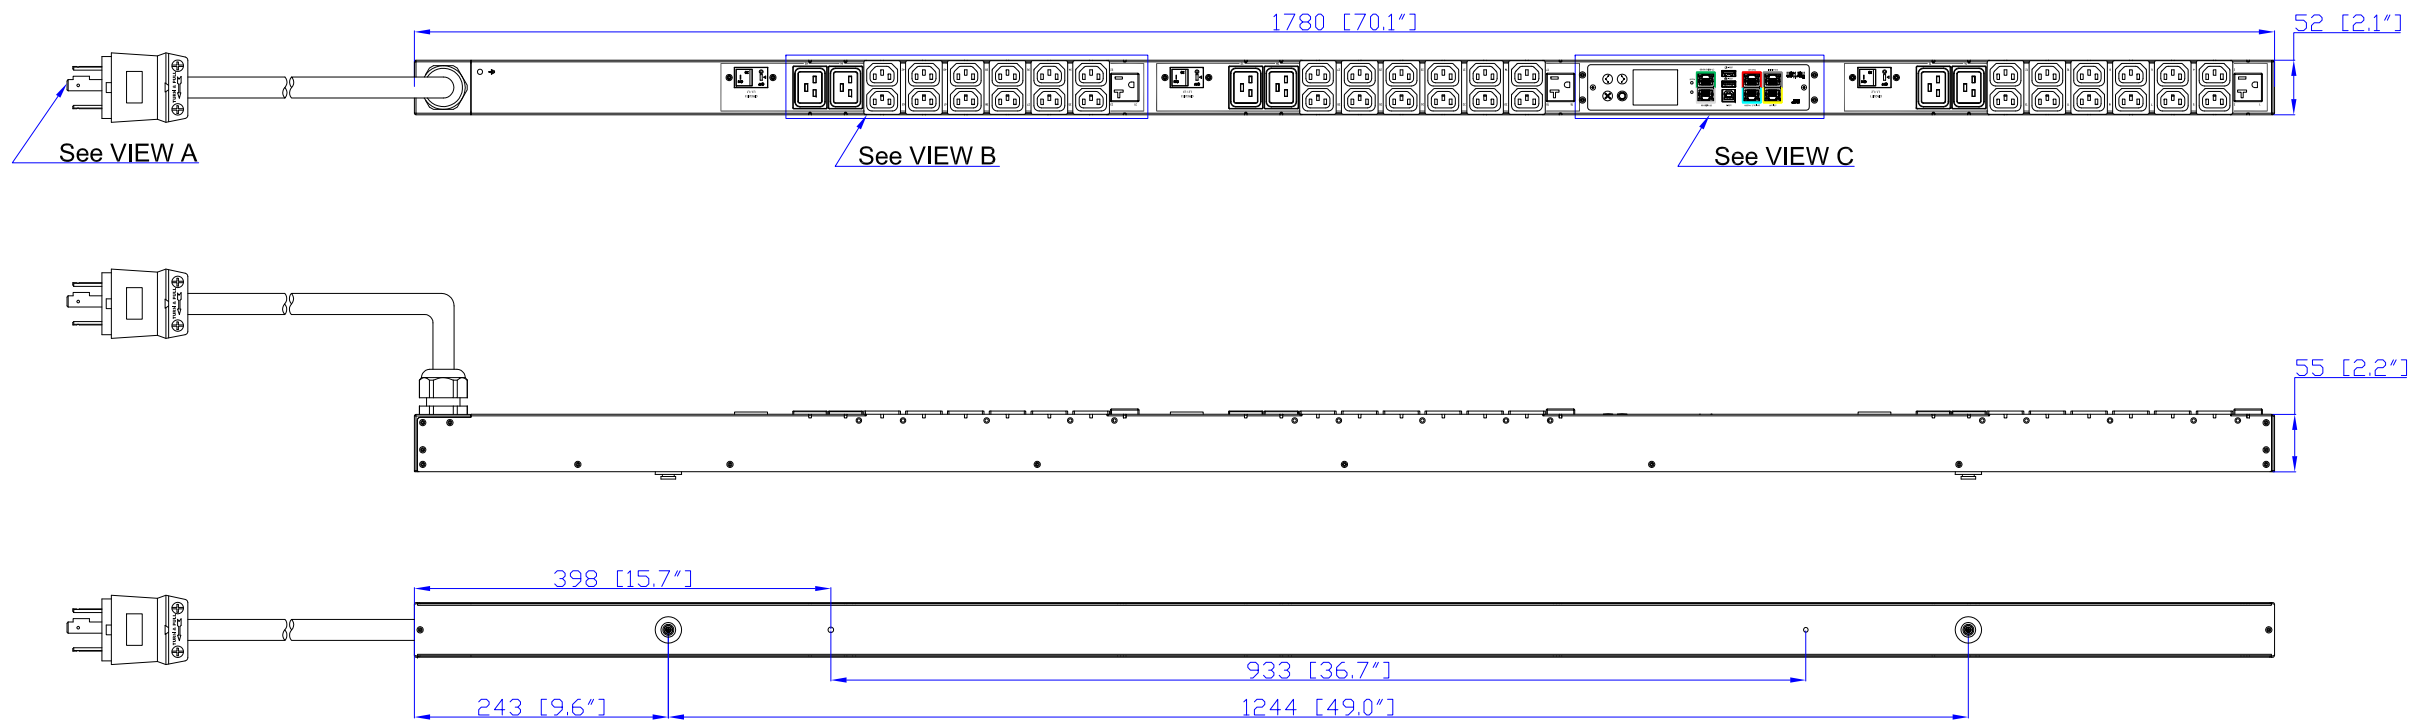 1780 [70.1"]
52 [2.1"]
See VIEW A
See VIEW B
See VIEW C
55 [2.2"]
398 [15.7"]
933 [36.7"]
243 [9.6"]
1244 [49.0"]